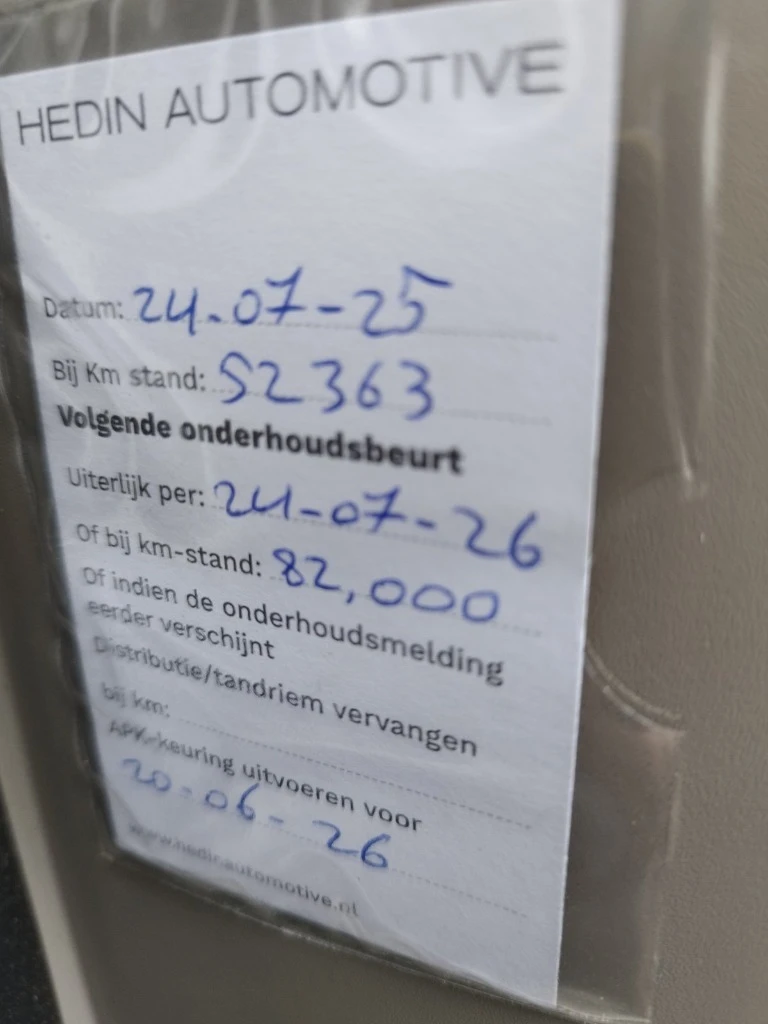 HEDIN AUTOMOTIVE
Datum: 24-07-25
Bij Km stand: 52363
Volgende onderhoudsbeurt
Uiterlijk per: 24-07-26
Of bij km-stand: 82,000
Of indien de onderhoudsmelding
eerder verschijnt
Distributie/tandriem vervangen
bij km:
APK-keuring uitvoeren voor
20-06-26
www.hedinautomotive.nl